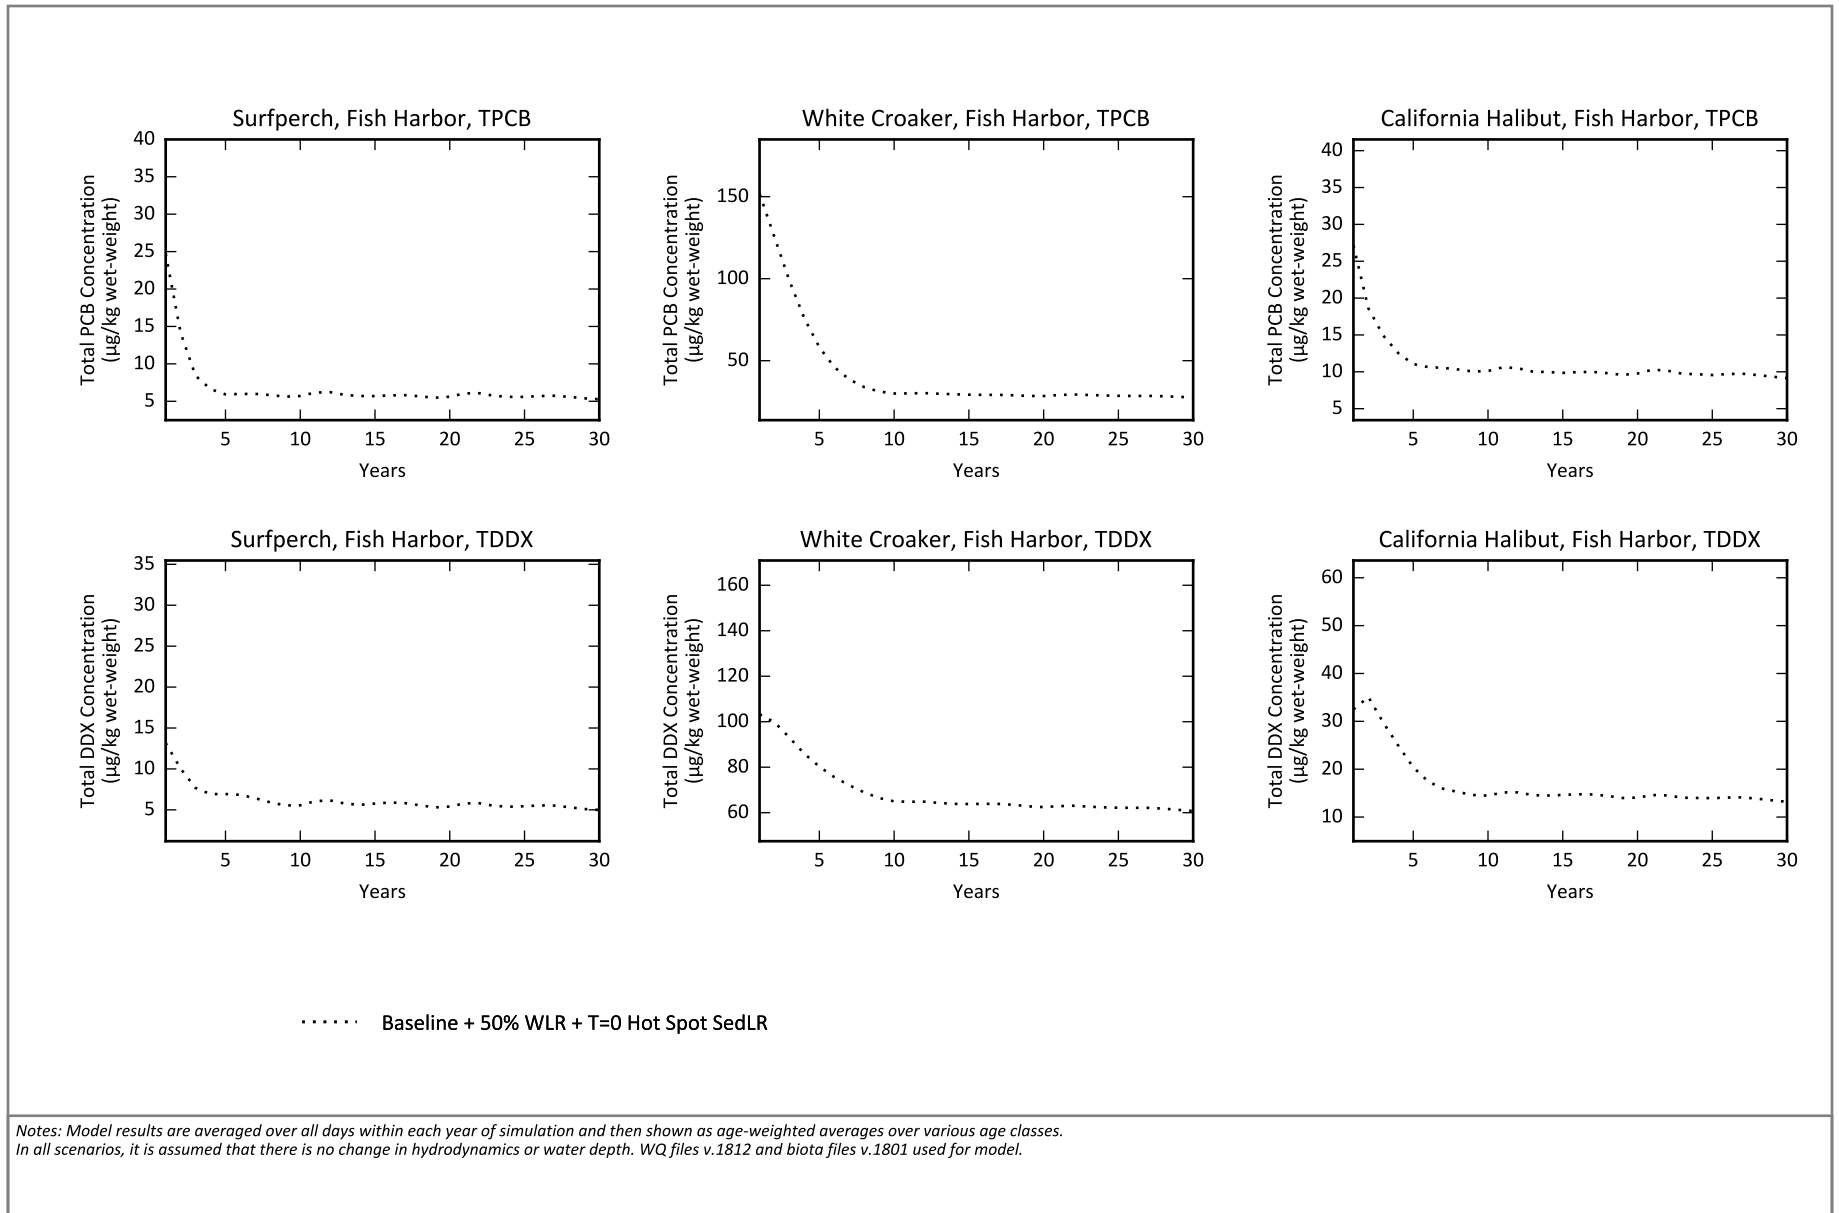 Surfperch, Fish Harbor, TPCB
Total PCB Concentration
(µg/kg wet-weight)
40
35
30
25
20
15
10
5
5 10 15 20 25 30
Years
White Croaker, Fish Harbor, TPCB
Total PCB Concentration
(µg/kg wet-weight)
150
100
50
5 10 15 20 25 30
Years
California Halibut, Fish Harbor, TPCB
Total PCB Concentration
(µg/kg wet-weight)
40
35
30
25
20
15
10
5
5 10 15 20 25 30
Years
Surfperch, Fish Harbor, TDDX
Total DDX Concentration
(µg/kg wet-weight)
35
30
25
20
15
10
5
5 10 15 20 25 30
Years
White Croaker, Fish Harbor, TDDX
Total DDX Concentration
(µg/kg wet-weight)
160
140
120
100
80
60
5 10 15 20 25 30
Years
California Halibut, Fish Harbor, TDDX
Total DDX Concentration
(µg/kg wet-weight)
60
50
40
30
20
10
5 10 15 20 25 30
Years
Baseline + 50% WLR + T=0 Hot Spot SedLR
Notes: Model results are averaged over all days within each year of simulation and then shown as age-weighted averages over various age classes.
In all scenarios, it is assumed that there is no change in hydrodynamics or water depth. WQ files v.1812 and biota files v.1801 used for model.